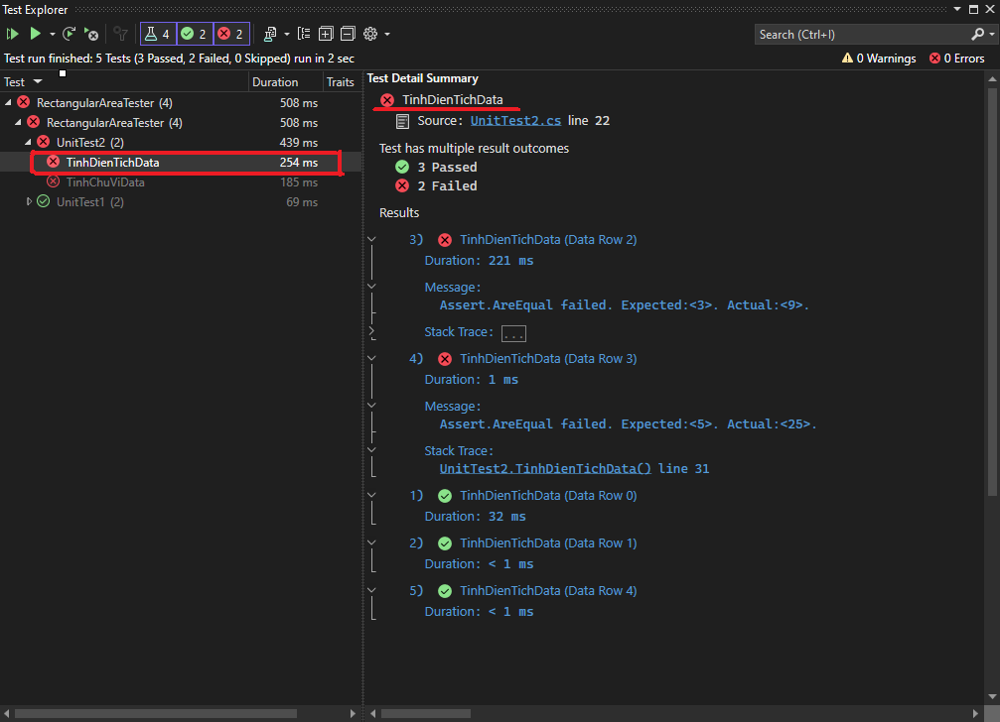 Test Explorer
4 2 2
Search (Ctrl+I)
Test run finished: 5 Tests (3 Passed, 2 Failed, 0 Skipped) run in 2 sec
0 Warnings 0 Errors
Test Duration Traits
RectangularAreaTester (4) 508 ms
RectangularAreaTester (4) 508 ms
UnitTest2 (2) 439 ms
TinhDienTichData 254 ms
TinhChuViData 185 ms
UnitTest1 (2) 69 ms
Test Detail Summary
TinhDienTichData
Source: UnitTest2.cs line 22
Test has multiple result outcomes
3 Passed
2 Failed
Results
3) TinhDienTichData (Data Row 2)
Duration: 221 ms
Message:
Assert.AreEqual failed. Expected:<3>. Actual:<9>.
Stack Trace: ...
4) TinhDienTichData (Data Row 3)
Duration: 1 ms
Message:
Assert.AreEqual failed. Expected:<5>. Actual:<25>.
Stack Trace:
UnitTest2.TinhDienTichData() line 31
1) TinhDienTichData (Data Row 0)
Duration: 32 ms
2) TinhDienTichData (Data Row 1)
Duration: < 1 ms
5) TinhDienTichData (Data Row 4)
Duration: < 1 ms